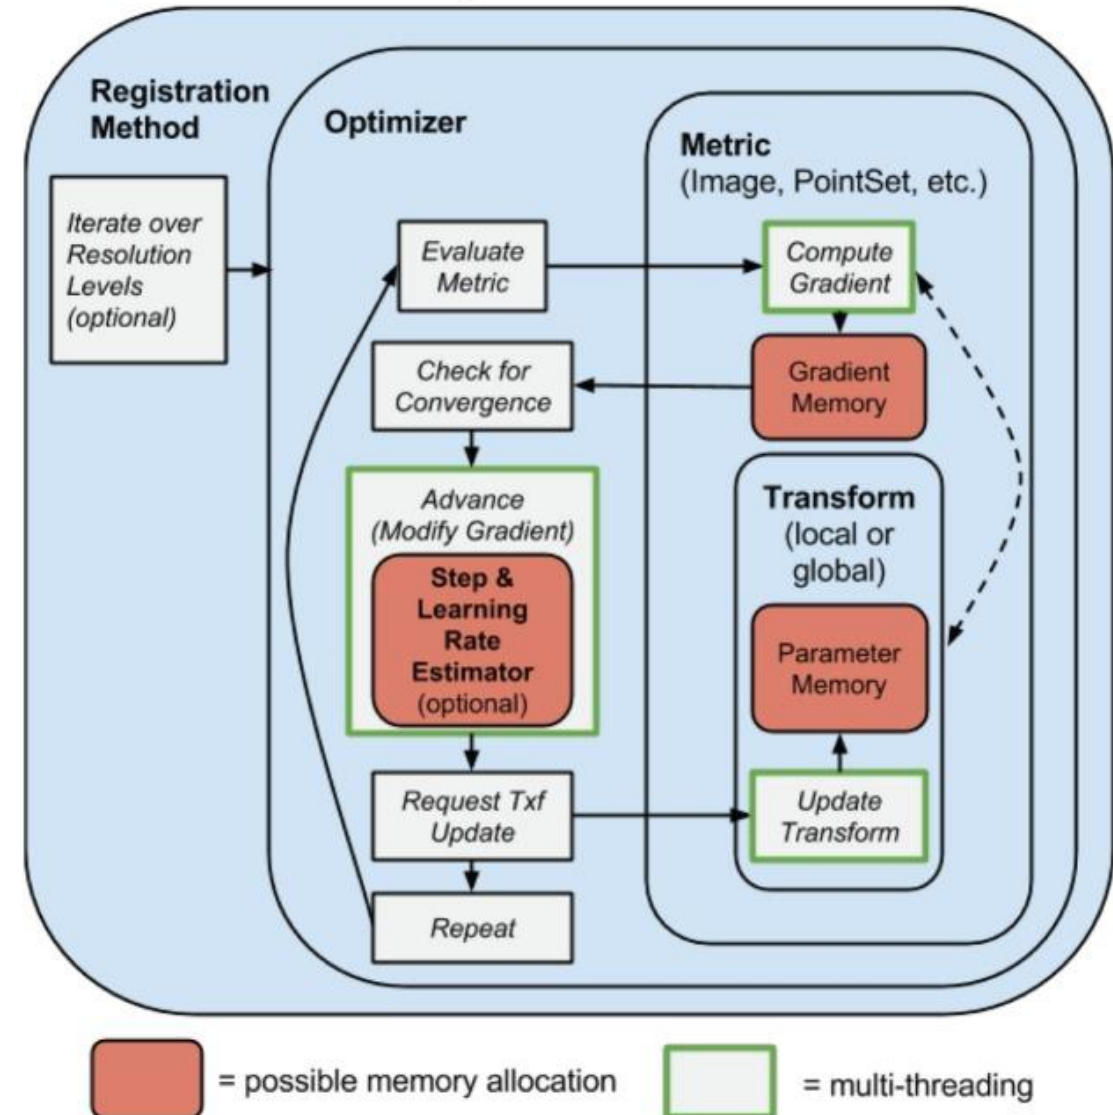 Registration
Method
Optimizer
Metric
(Image, PointSet, etc.)
Iterate over
Resolution
Levels
(optional)
Evaluate
Metric
Compute
Gradient
Check for
Convergence
Gradient
Memory
Advance
(Modify Gradient)
Step &
Learning
Rate
Estimator
(optional)
Transform
(local or
global)
Parameter
Memory
Request Txf
Update
Update
Transform
Repeat
= possible memory allocation
= multi-threading